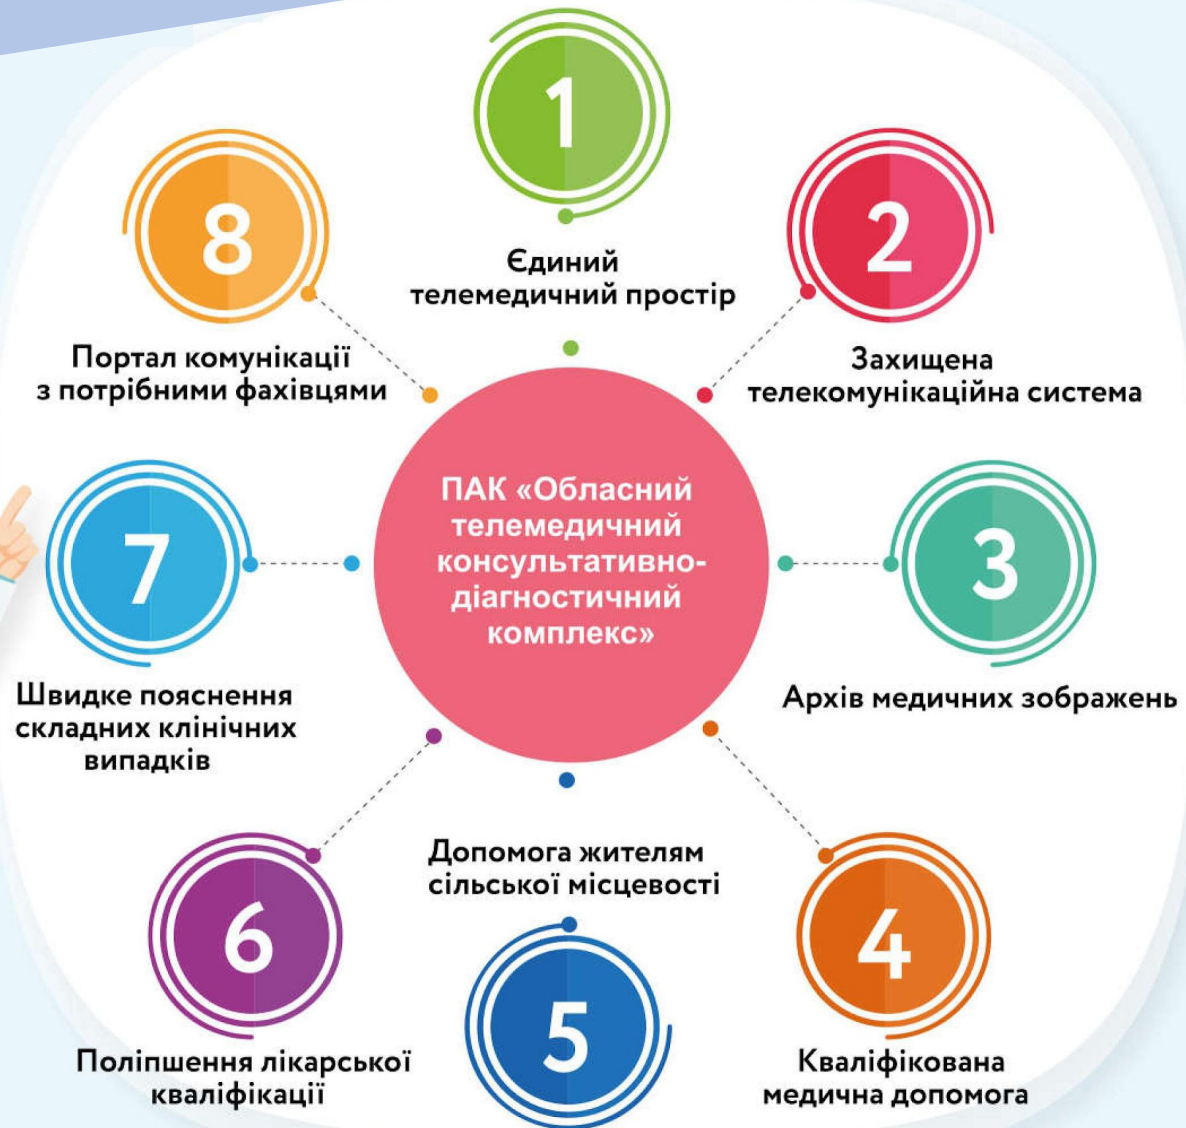 1
Єдиний
телемедичний простір
2
Захищена
телекомунікаційна система
3
Архів медичних зображень
4
Кваліфікована
медична допомога
5
Допомога жителям
сільської місцевості
6
Поліпшення лікарської
кваліфікації
7
Швидке пояснення
складних клінічних
випадків
8
Портал комунікації
з потрібними фахівцями
ПАК «Обласний
телемедичний
консультативно-
діагностичний
комплекс»